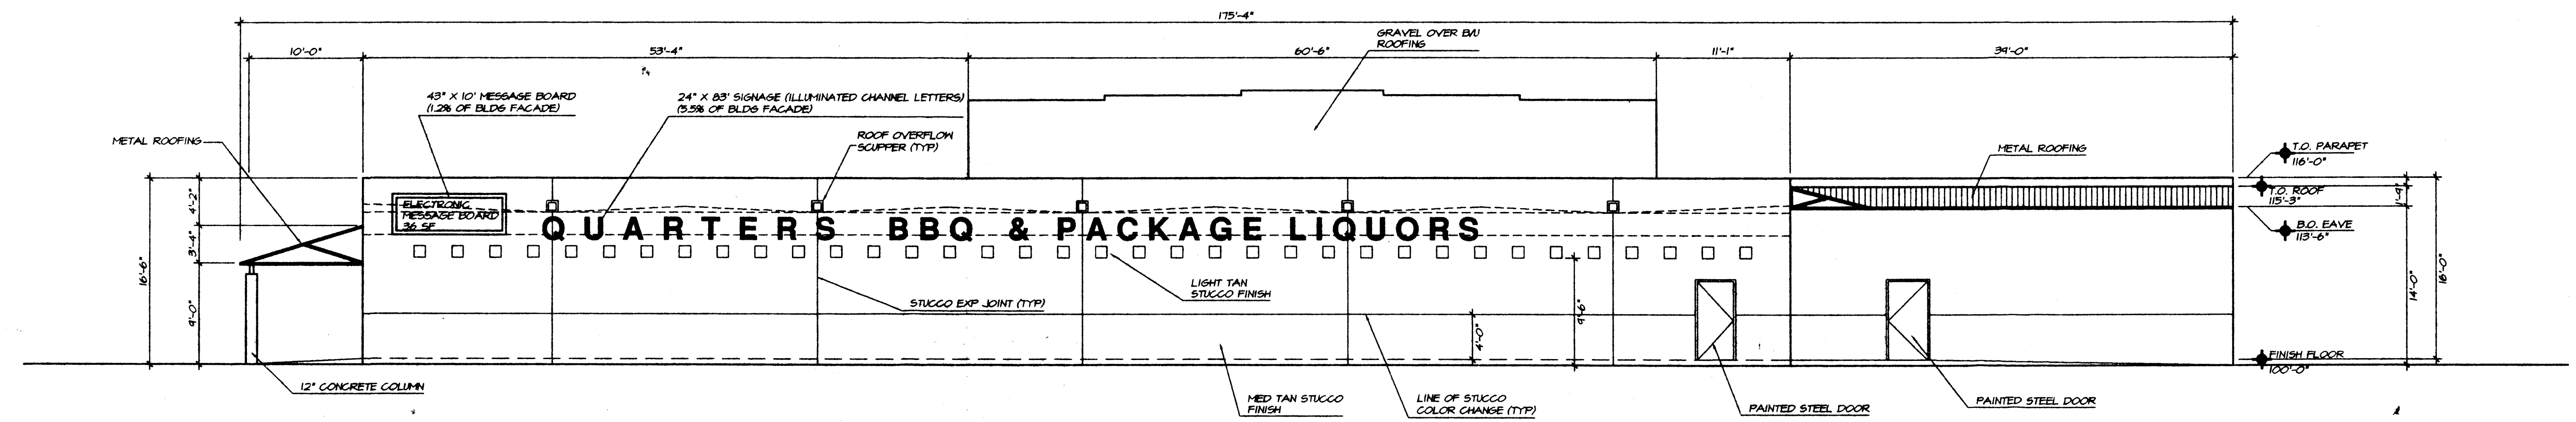 175'-4"
10'-0"
53'-4"
60'-6"
11'-1"
39'-0"
GRAVEL OVER BVU
ROOFING
43" X 10' MESSAGE BOARD
(1.2% OF BLDG FACADE)
24" X 83' SIGNAGE (ILLUMINATED CHANNEL LETTERS)
(5.5% OF BLDG FACADE)
METAL ROOFING
ROOF OVERFLOW
SCUPPER (TYP)
METAL ROOFING
T.O. PARAPET
116'-0"
T.O. ROOF
115'-3"
B.O. EAVE
113'-6"
ELECTRONIC
MESSAGE BOARD
36 SF
QUARTERS BBQ & PACKAGE LIQUORS
4'-2"
3'-4"
16'-6"
9'-0"
1'-9"
14'-0"
16'-0"
LIGHT TAN
STUCCO FINISH
STUCCO EXP JOINT (TYP)
9'-6"
4'-0"
FINISH FLOOR
100'-0"
12" CONCRETE COLUMN
MED TAN STUCCO
FINISH
LINE OF STUCCO
COLOR CHANGE (TYP)
PAINTED STEEL DOOR
PAINTED STEEL DOOR